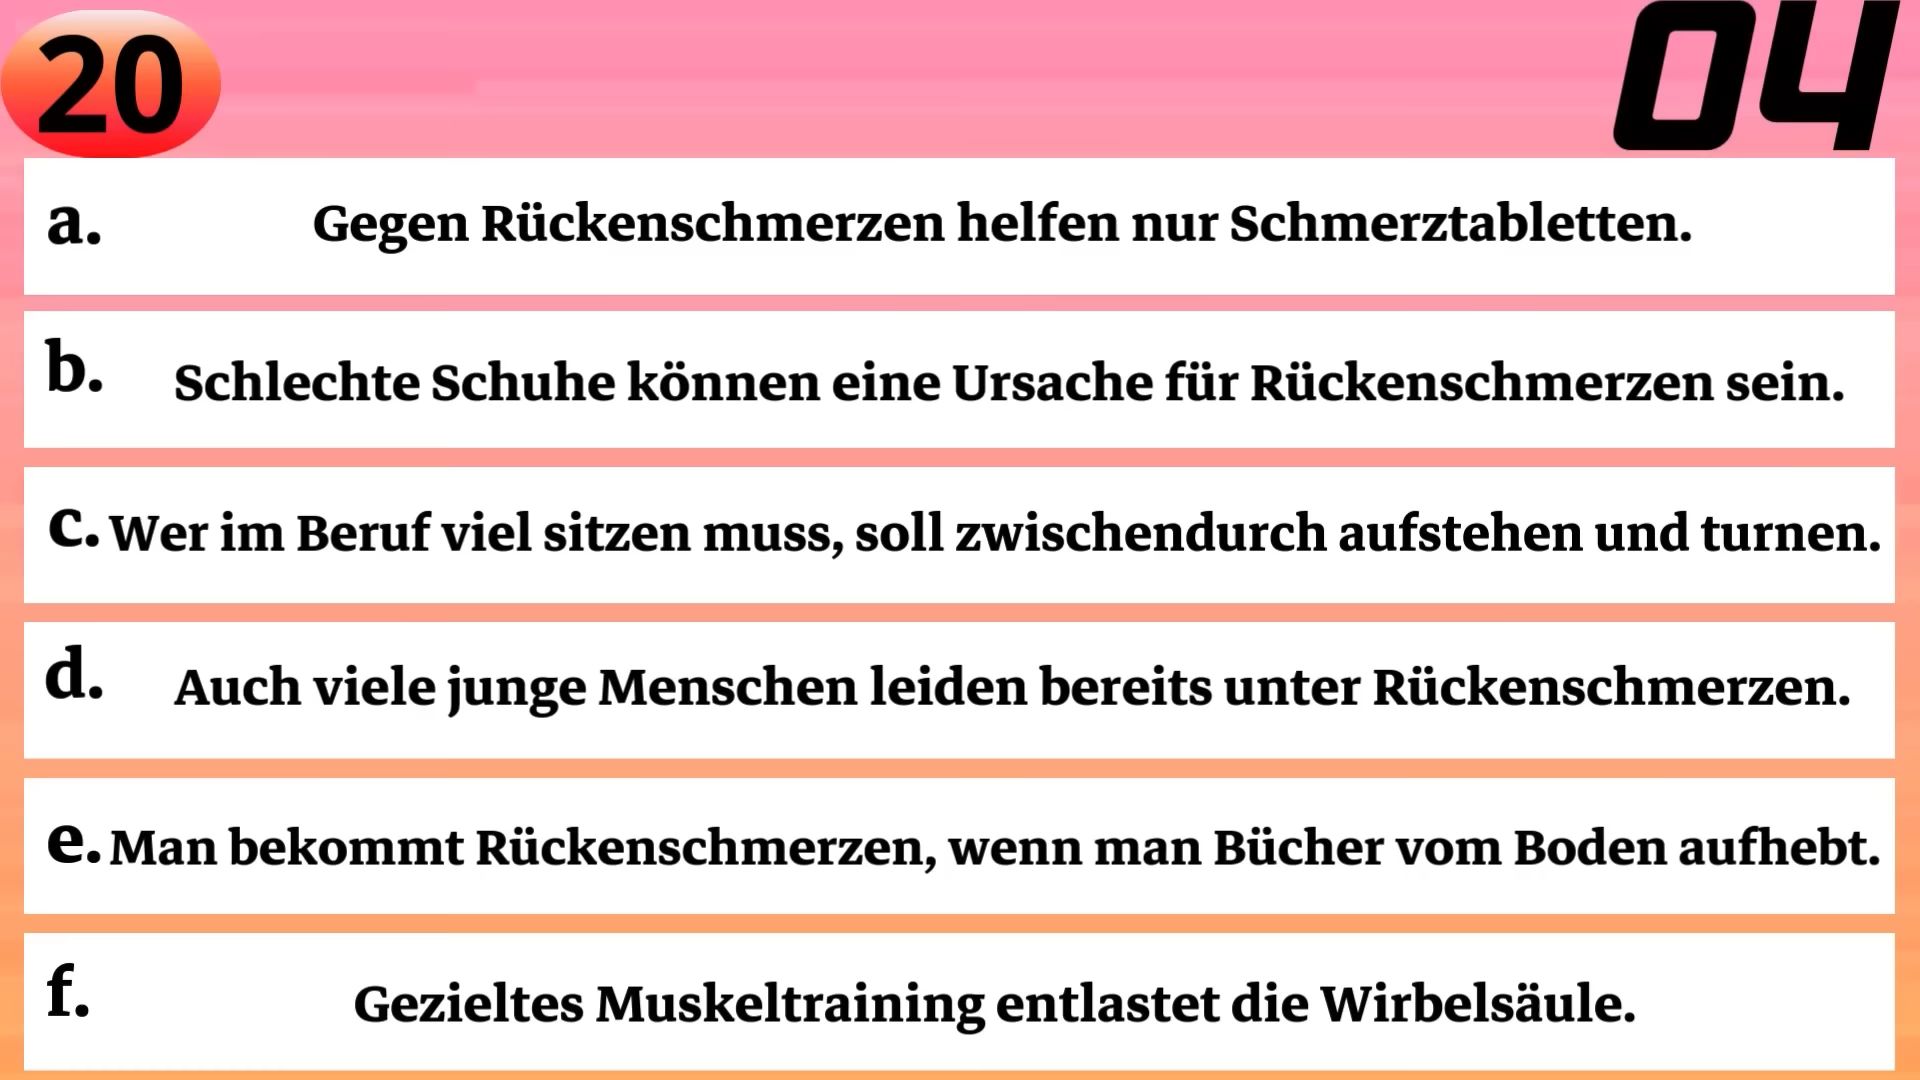 20
04
a. Gegen Rückenschmerzen helfen nur Schmerztabletten.
b. Schlechte Schuhe können eine Ursache für Rückenschmerzen sein.
c. Wer im Beruf viel sitzen muss, soll zwischendurch aufstehen und turnen.
d. Auch viele junge Menschen leiden bereits unter Rückenschmerzen.
e. Man bekommt Rückenschmerzen, wenn man Bücher vom Boden aufhebt.
f. Gezieltes Muskeltraining entlastet die Wirbelsäule.